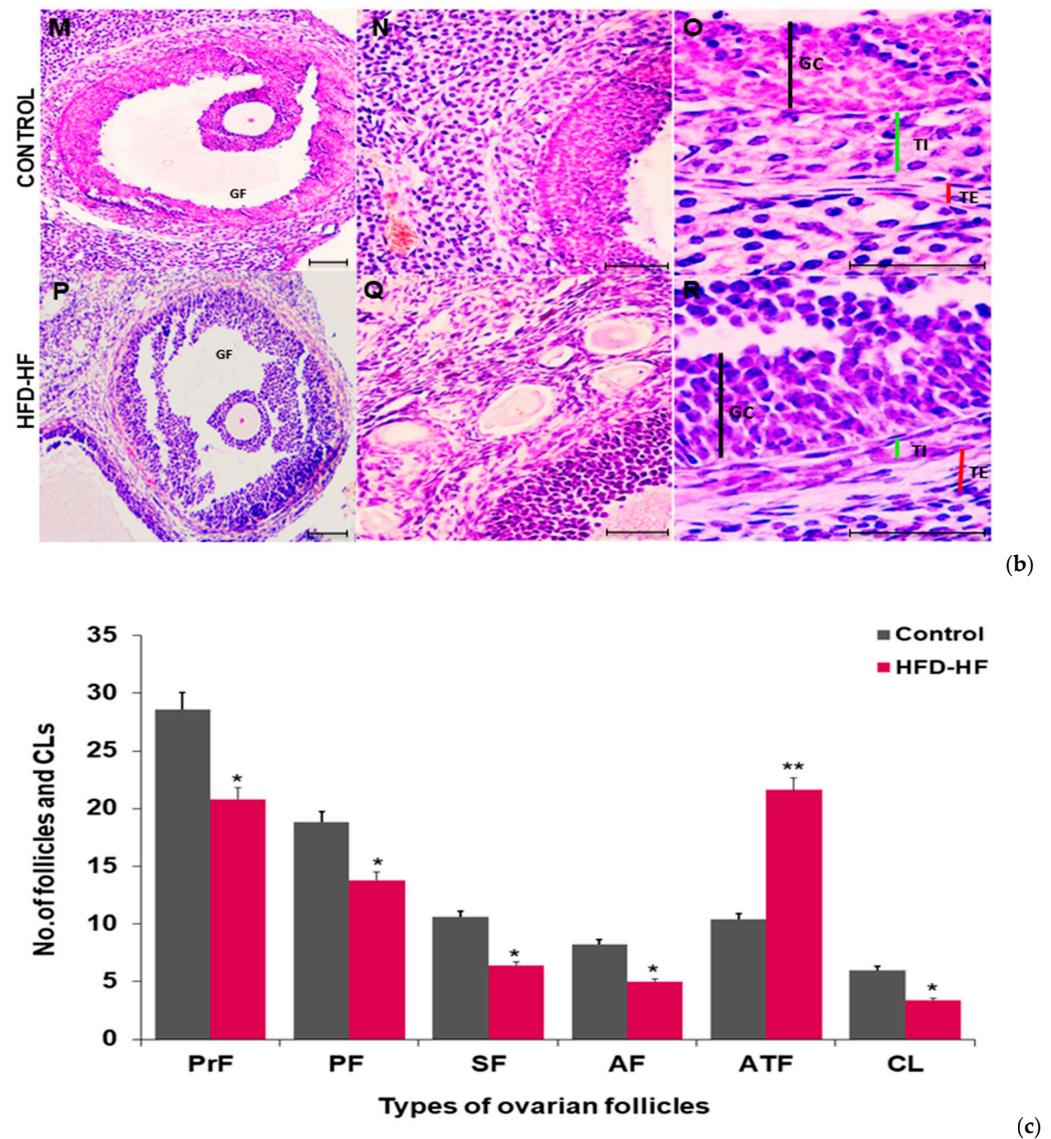 M
N
O
CONTROL
GF
GC
TI
TE
P
Q
R
HFD-HF
GF
GC
TI
TE
(b)
35
30
25
20
15
10
5
0
No.of follicles and CLs
Control
HFD-HF
*
*
*
*
**
*
PrF PF SF AF ATF CL
Types of ovarian follicles
(c)